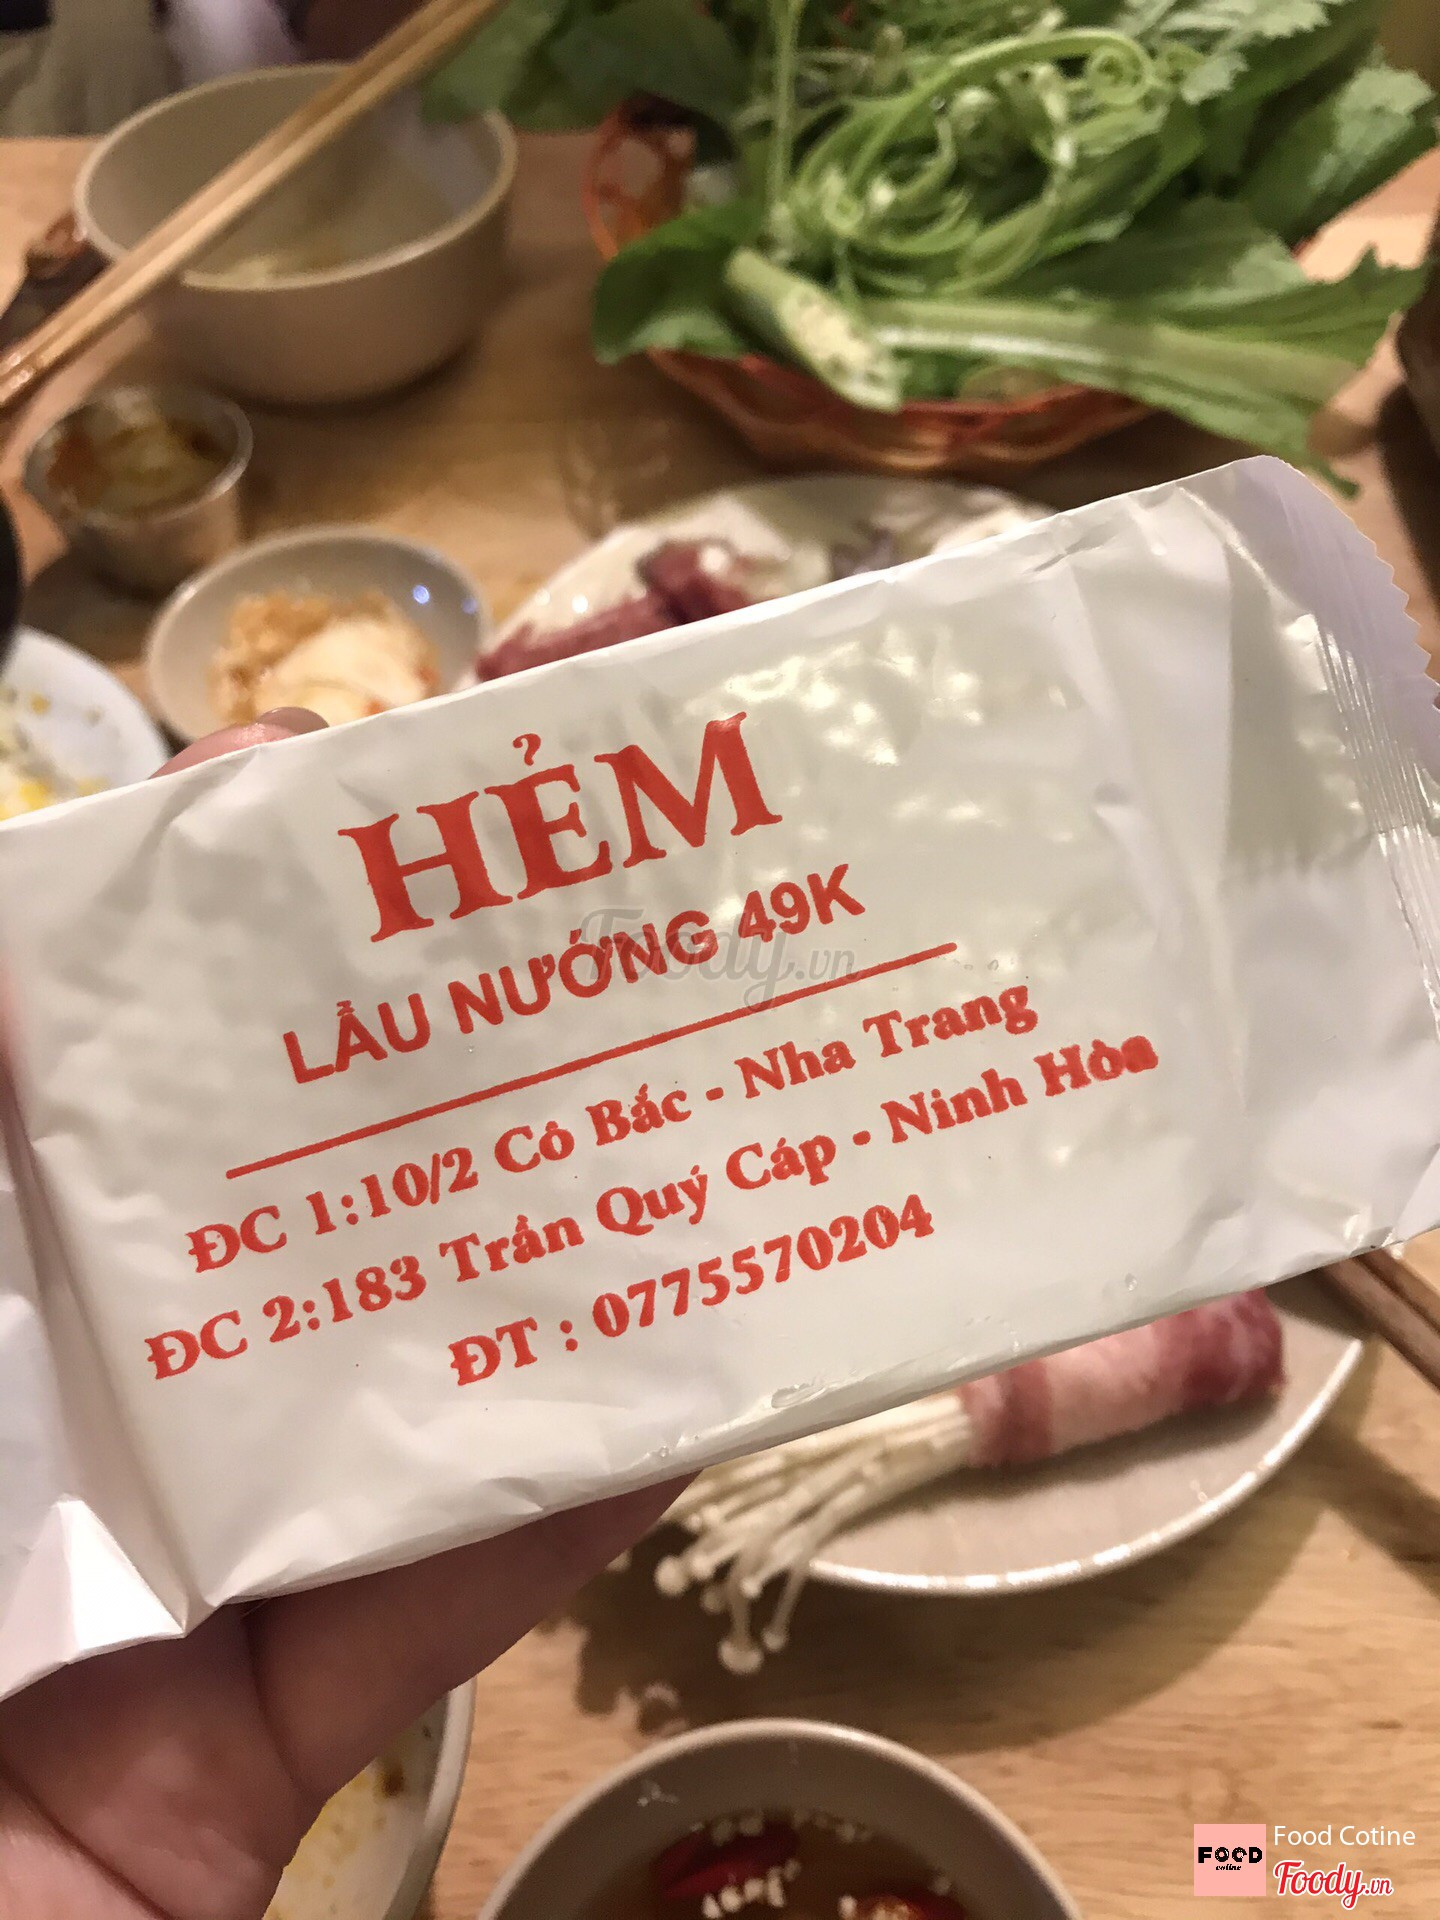 HẺM
LẨU NƯỚNG 49K
ĐC 1:10/2 Cô Bắc - Nha Trang
ĐC 2:183 Trần Quý Cáp - Ninh Hòa
ĐT : 0775570204
Foody.vn
FOOD
cotine
Food Cotine
Foody.vn